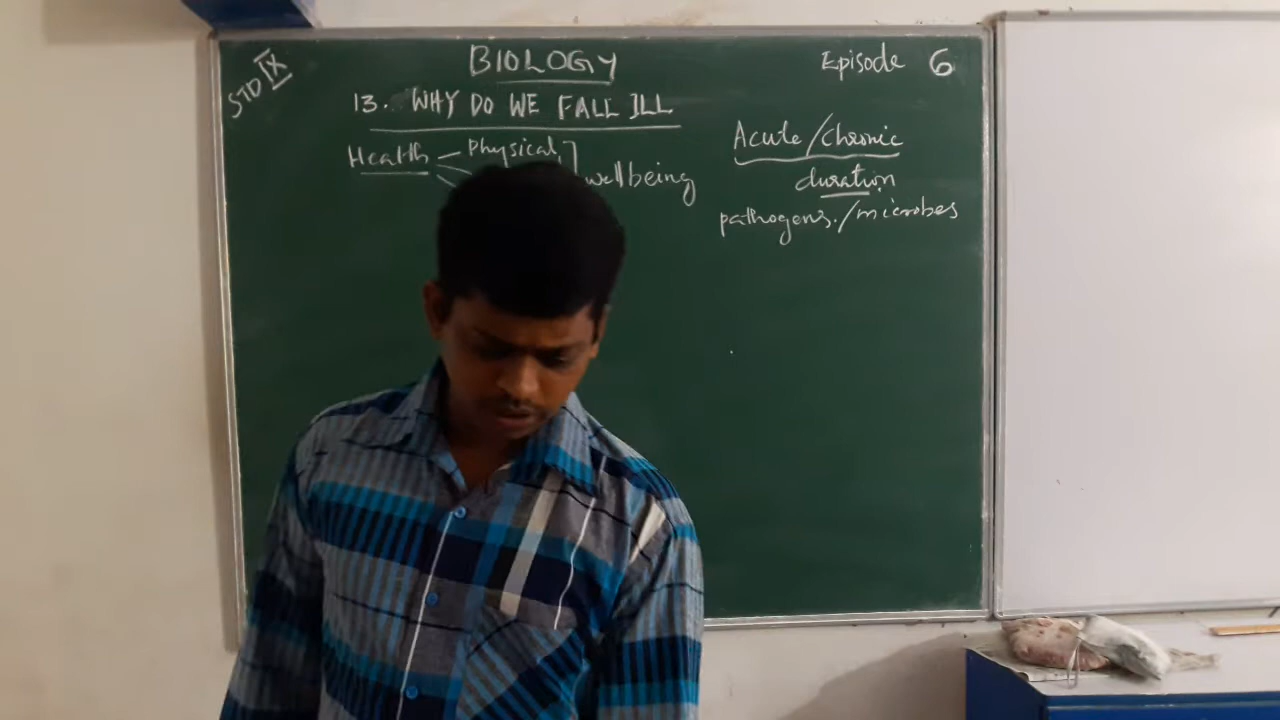 STD IX
BIOLOGY
Episode 6
13. WHY DO WE FALL ILL
Health – Physical
wellbeing
Acute/chronic
duration
pathogens./microbes